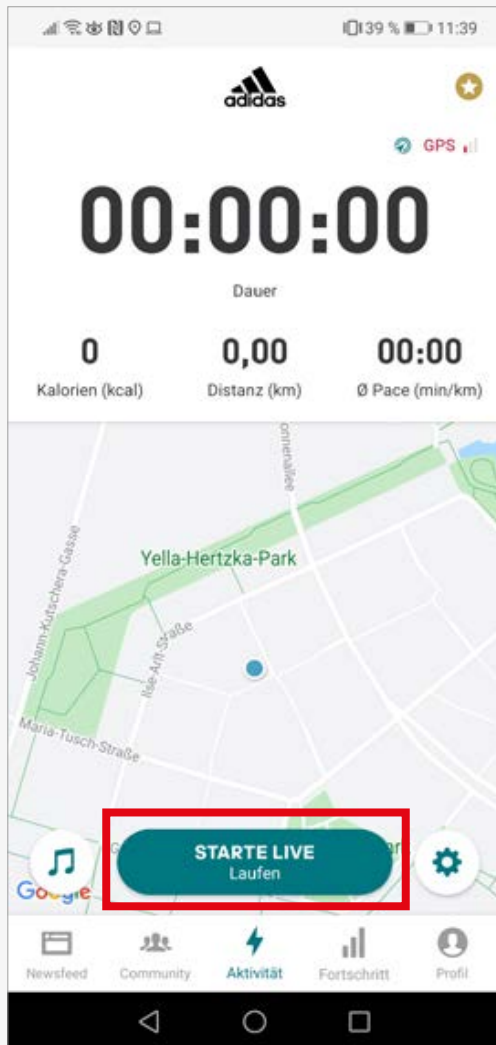 39 % 11:39
adidas
GPS
00:00:00
Dauer
0 0,00 00:00
Kalorien (kcal) Distanz (km) Ø Pace (min/km)
onnenallee
Johann-Kutschera-Gasse
Yella-Hertzka-Park
Ilse-Arlt-Straße
Maria-Tusch-Straße
STARTE LIVE
Laufen
Google
Newsfeed Community Aktivität Fortschritt Profil